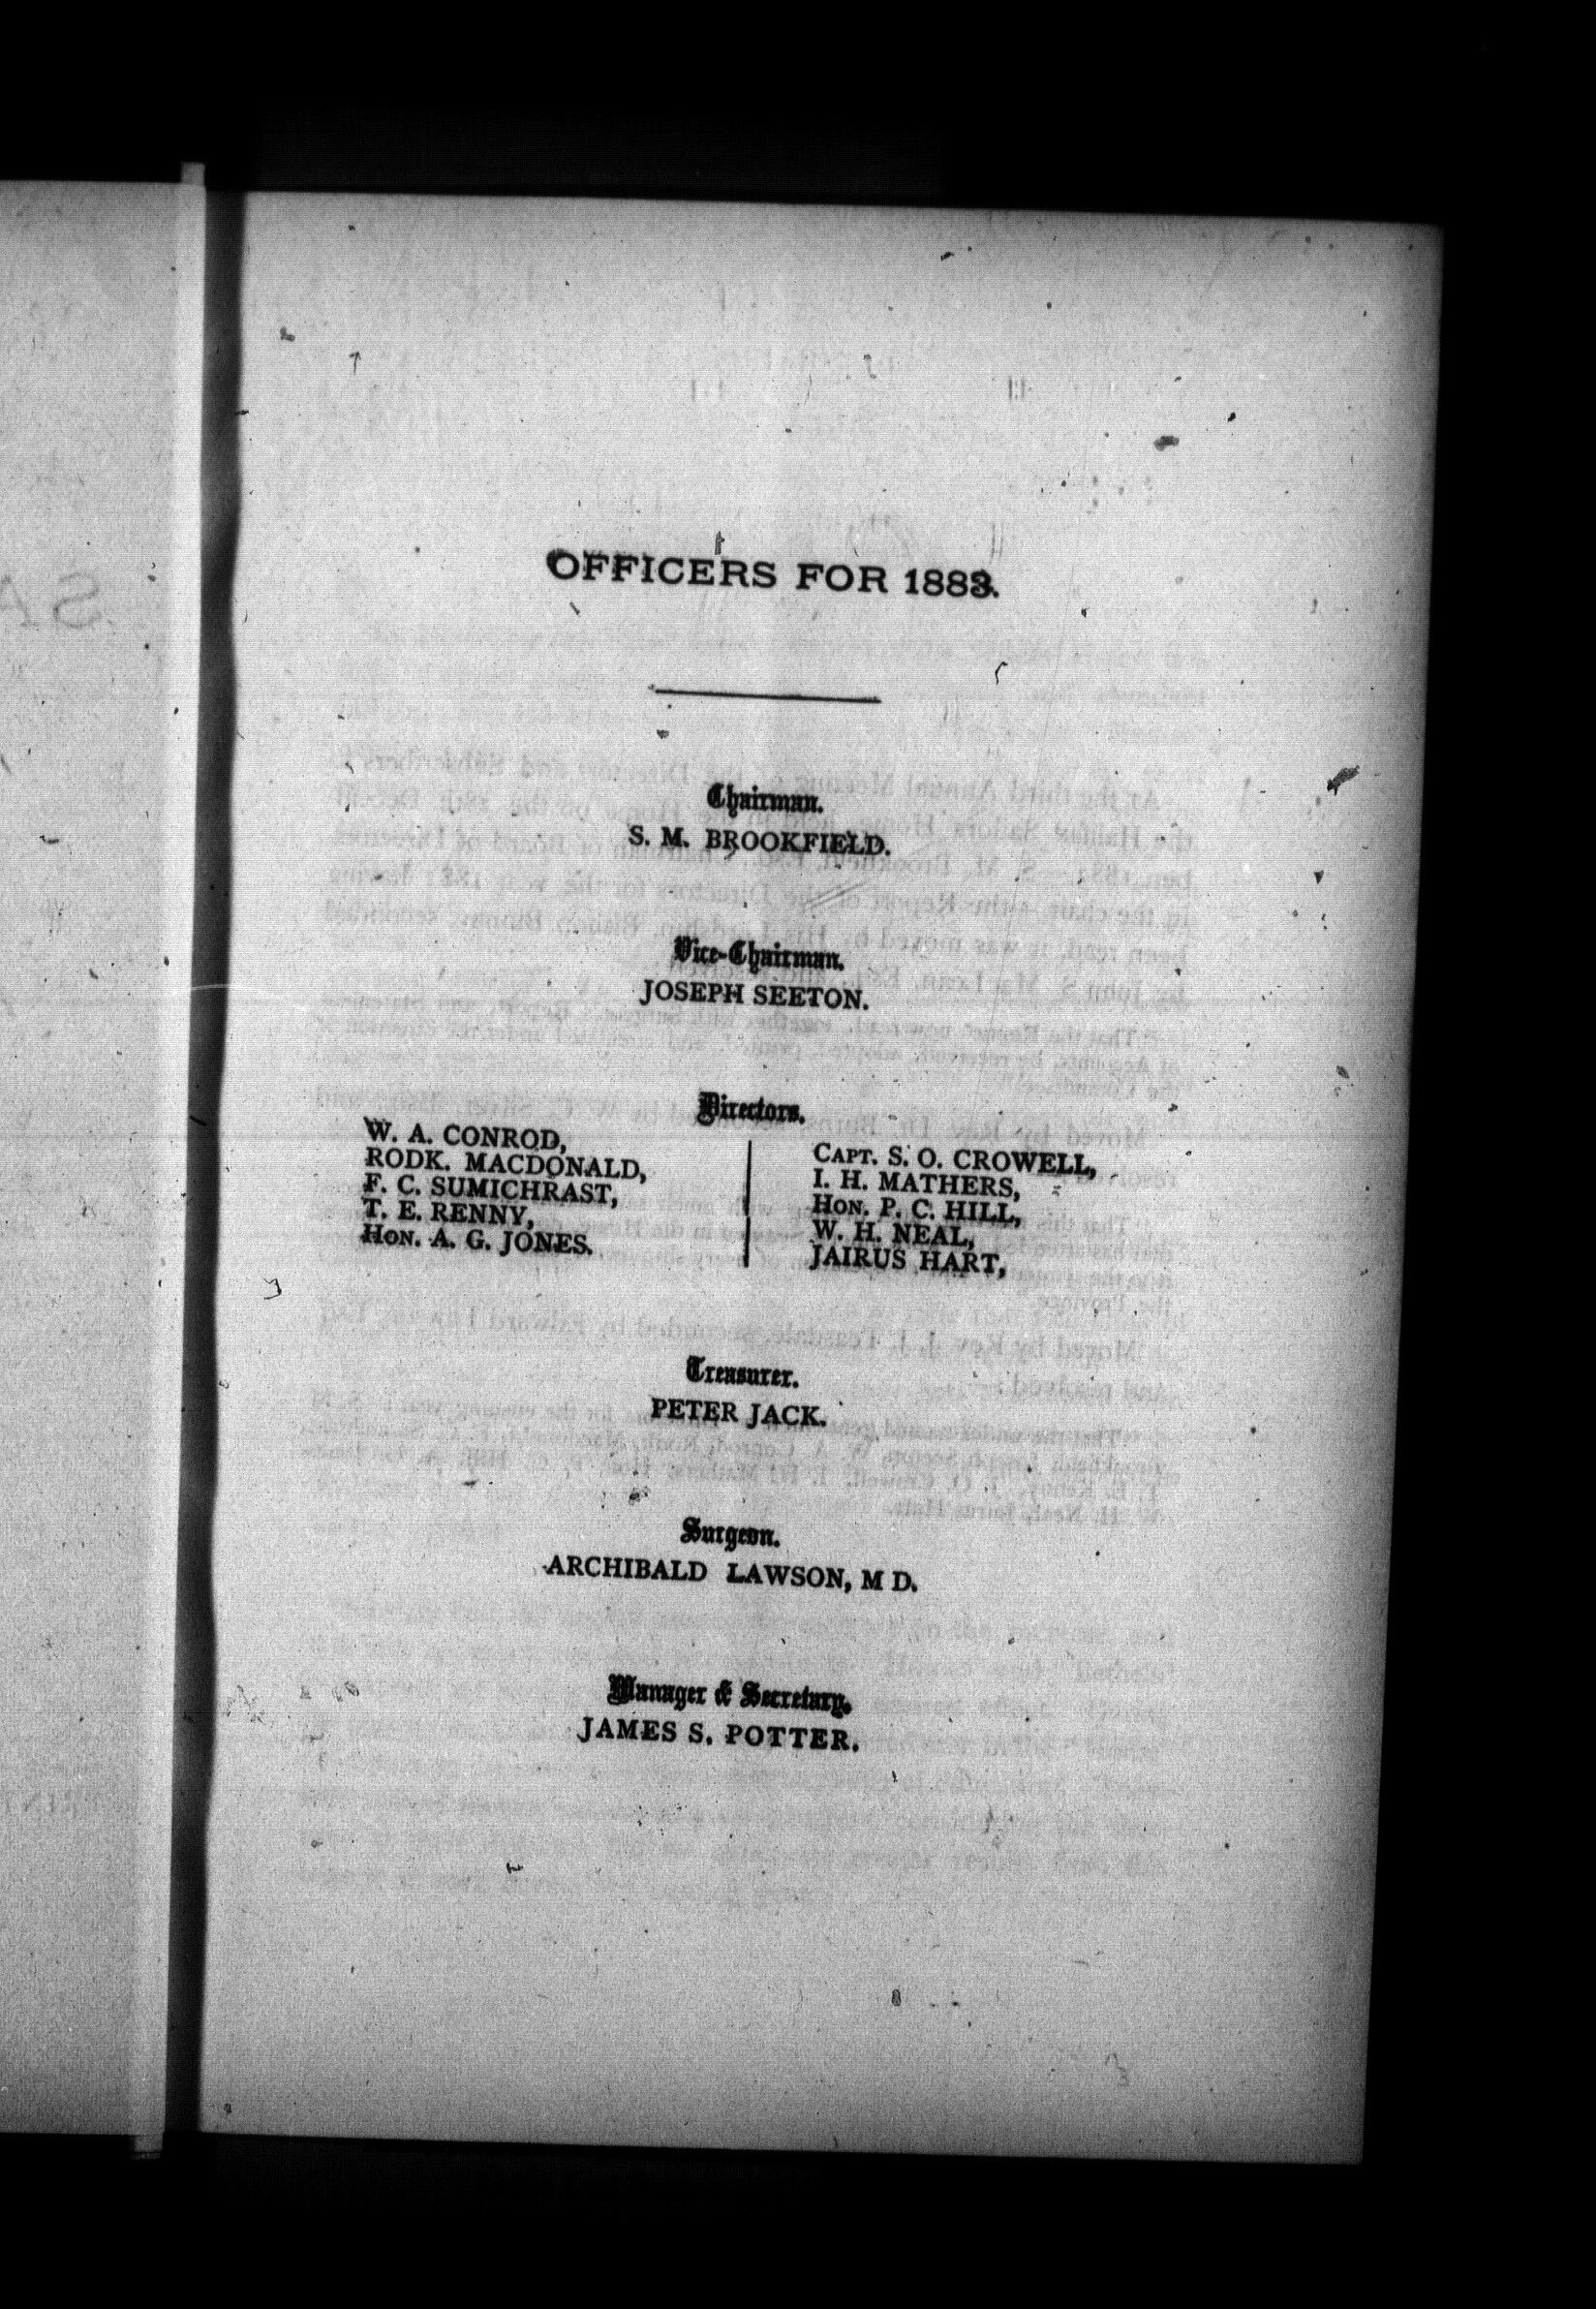 OFFICERS FOR 1883.
Chairman.
S. M. BROOKFIELD.
Vice-Chairman.
JOSEPH SEETON.
Directors.
W. A. CONROD,
RODK. MACDONALD,
F. C. SUMICHRAST,
T. E. RENNY,
HON. A. G. JONES.
CAPT. S. O. CROWELL,
I. H. MATHERS,
HON. P. C. HILL,
W. H. NEAL,
JAIRUS HART,
Treasurer.
PETER JACK.
Surgeon.
ARCHIBALD LAWSON, M D.
Manager & Secretary.
JAMES S. POTTER.